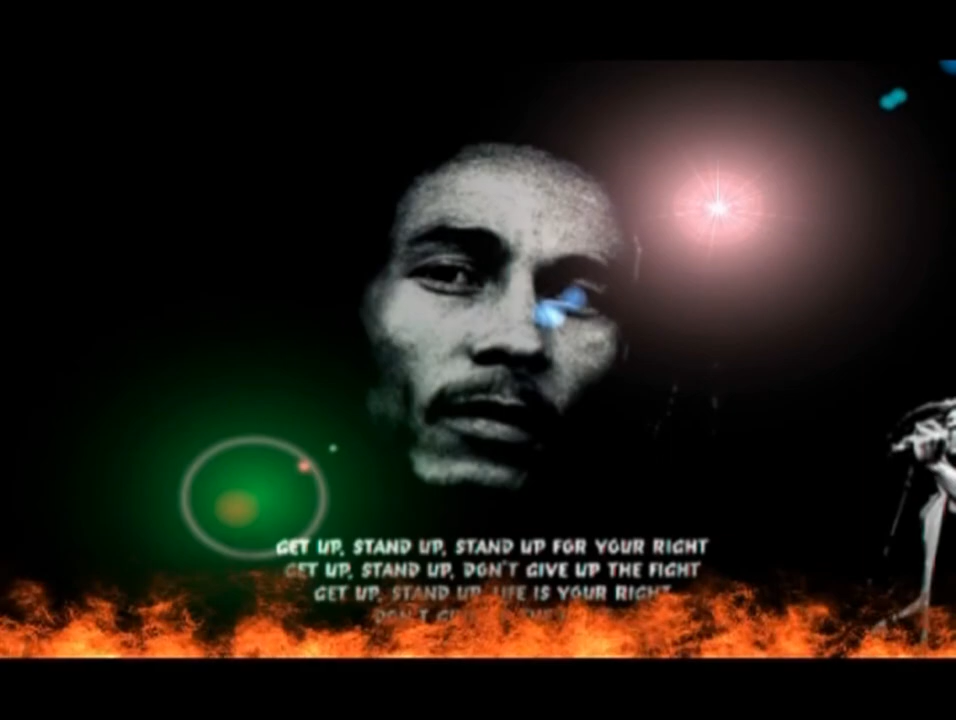 GET UP, STAND UP, STAND UP FOR YOUR RIGHT
GET UP, STAND UP, DON'T GIVE UP THE FIGHT
GET UP, STAND UP, LIFE IS YOUR RIGHT
DON'T